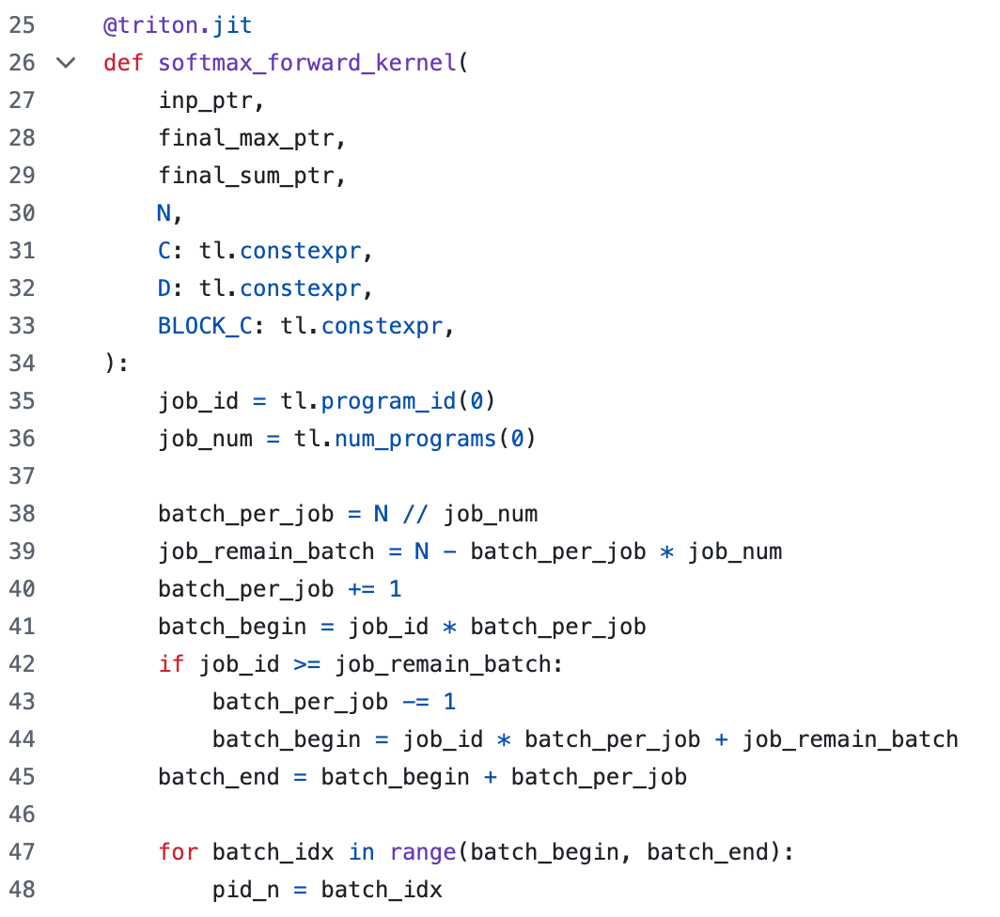 25 @triton.jit
26 def softmax_forward_kernel(
27     inp_ptr,
28     final_max_ptr,
29     final_sum_ptr,
30     N,
31     C: tl.constexpr,
32     D: tl.constexpr,
33     BLOCK_C: tl.constexpr,
34 ):
35     job_id = tl.program_id(0)
36     job_num = tl.num_programs(0)
37
38     batch_per_job = N // job_num
39     job_remain_batch = N - batch_per_job * job_num
40     batch_per_job += 1
41     batch_begin = job_id * batch_per_job
42     if job_id >= job_remain_batch:
43         batch_per_job -= 1
44         batch_begin = job_id * batch_per_job + job_remain_batch
45     batch_end = batch_begin + batch_per_job
46
47     for batch_idx in range(batch_begin, batch_end):
48         pid_n = batch_idx